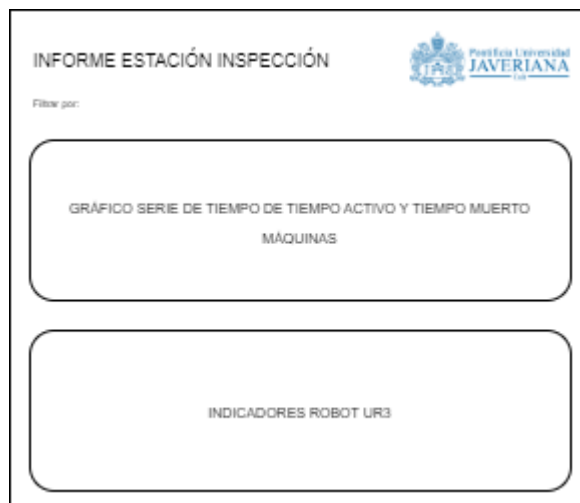 INFORME ESTACIÓN INSPECCIÓN
Pontificia Universidad
JAVERIANA
Cali
Filtrar por:
GRÁFICO SERIE DE TIEMPO DE TIEMPO ACTIVO Y TIEMPO MUERTO
MÁQUINAS
INDICADORES ROBOT UR3